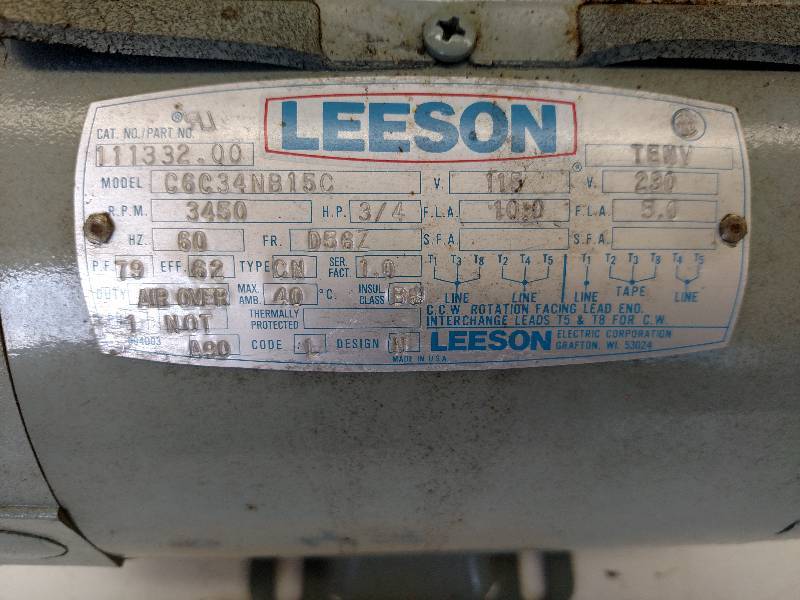 LEESON
CAT. NO./PART NO.
111332.00 TENV
MODEL C6C34NB15C V. 115 V. 230
R.P.M. 3450 H.P. 3/4 F.L.A. 10.0 F.L.A. 5.0
HZ 60 FR. D56Z S.F.A. S.F.A.
P.F. 79 EFF. 62 TYPE CN SER. FACT. 1.0 T1 T3 T8 T2 T4 T5 T1 T2 T3 T8 T4 T5
DUTY AIR OVER MAX. AMB. 40 °C. INSUL. CLASS LINE LINE LINE TAPE LINE
1 NOT THERMALLY PROTECTED C.C.W. ROTATION FACING LEAD END.
INTERCHANGE LEADS T5 & T8 FOR C.W.
A90 CODE L DESIGN N LEESON ELECTRIC CORPORATION
GRAFTON, WI. 53024
MADE IN U.S.A.